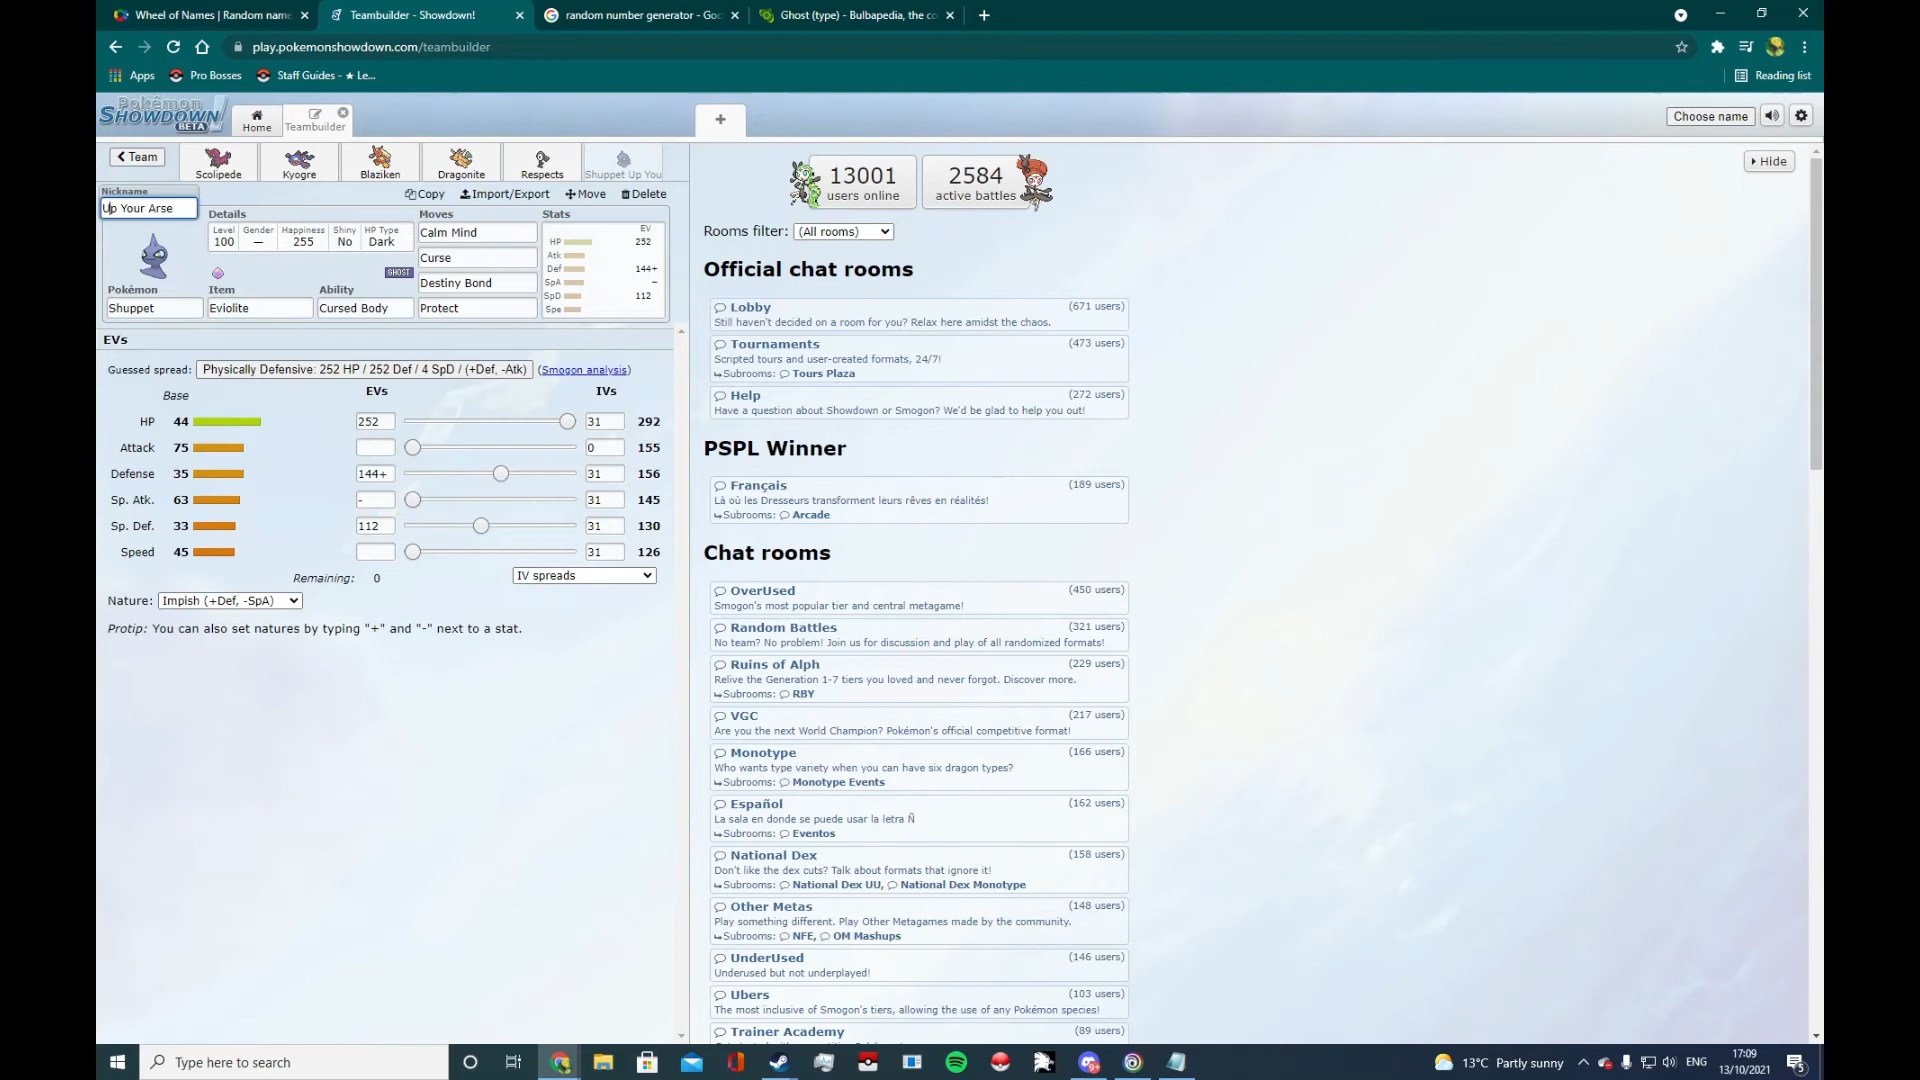 Wheel of Names | Random name
Teambuilder - Showdown!
random number generator - Goo
Ghost (type) - Bulbapedia, the co
play.pokemonshowdown.com/teambuilder
Apps
Pro Bosses
Staff Guides - ★ Le...
Reading list
Pokémon
SHOWDOWN!
BETA
Home
Teambuilder
+
Choose name
Team
Scolipede
Kyogre
Blaziken
Dragonite
Respects
Shuppet Up You
Nickname
Up Your Arse
Copy
Import/Export
Move
Delete
Details
Level
100
Gender
—
Happiness
255
Shiny
No
HP Type
Dark
GHOST
Pokémon
Shuppet
Item
Eviolite
Ability
Cursed Body
Moves
Calm Mind
Curse
Destiny Bond
Protect
Stats
EV
HP 252
Atk
Def 144+
SpA –
SpD 112
Spe
EVs
Guessed spread: Physically Defensive: 252 HP / 252 Def / 4 SpD / (+Def, -Atk) (Smogon analysis)
Base EVs IVs
HP 44 252 31 292
Attack 75 0 155
Defense 35 144+ 31 156
Sp. Atk. 63 - 31 145
Sp. Def. 33 112 31 130
Speed 45 31 126
Remaining: 0
IV spreads
Nature: Impish (+Def, -SpA)
Protip: You can also set natures by typing "+" and "-" next to a stat.
13001
users online
2584
active battles
Hide
Rooms filter: (All rooms)
Official chat rooms
Lobby (671 users)
Still haven't decided on a room for you? Relax here amidst the chaos.
Tournaments (473 users)
Scripted tours and user-created formats, 24/7!
Subrooms: Tours Plaza
Help (272 users)
Have a question about Showdown or Smogon? We'd be glad to help you out!
PSPL Winner
Français (189 users)
Là où les Dresseurs transforment leurs rêves en réalités!
Subrooms: Arcade
Chat rooms
OverUsed (450 users)
Smogon's most popular tier and central metagame!
Random Battles (321 users)
No team? No problem! Join us for discussion and play of all randomized formats!
Ruins of Alph (229 users)
Relive the Generation 1-7 tiers you loved and never forgot. Discover more.
Subrooms: RBY
VGC (217 users)
Are you the next World Champion? Pokémon's official competitive format!
Monotype (166 users)
Who wants type variety when you can have six dragon types?
Subrooms: Monotype Events
Español (162 users)
La sala en donde se puede usar la letra Ñ
Subrooms: Eventos
National Dex (158 users)
Don't like the dex cuts? Talk about formats that ignore it!
Subrooms: National Dex UU, National Dex Monotype
Other Metas (148 users)
Play something different. Play Other Metagames made by the community.
Subrooms: NFE, OM Mashups
UnderUsed (146 users)
Underused but not underplayed!
Ubers (103 users)
The most inclusive of Smogon's tiers, allowing the use of any Pokémon species!
Trainer Academy (89 users)
Type here to search
13°C Partly sunny
ENG
17:09
13/10/2021
5